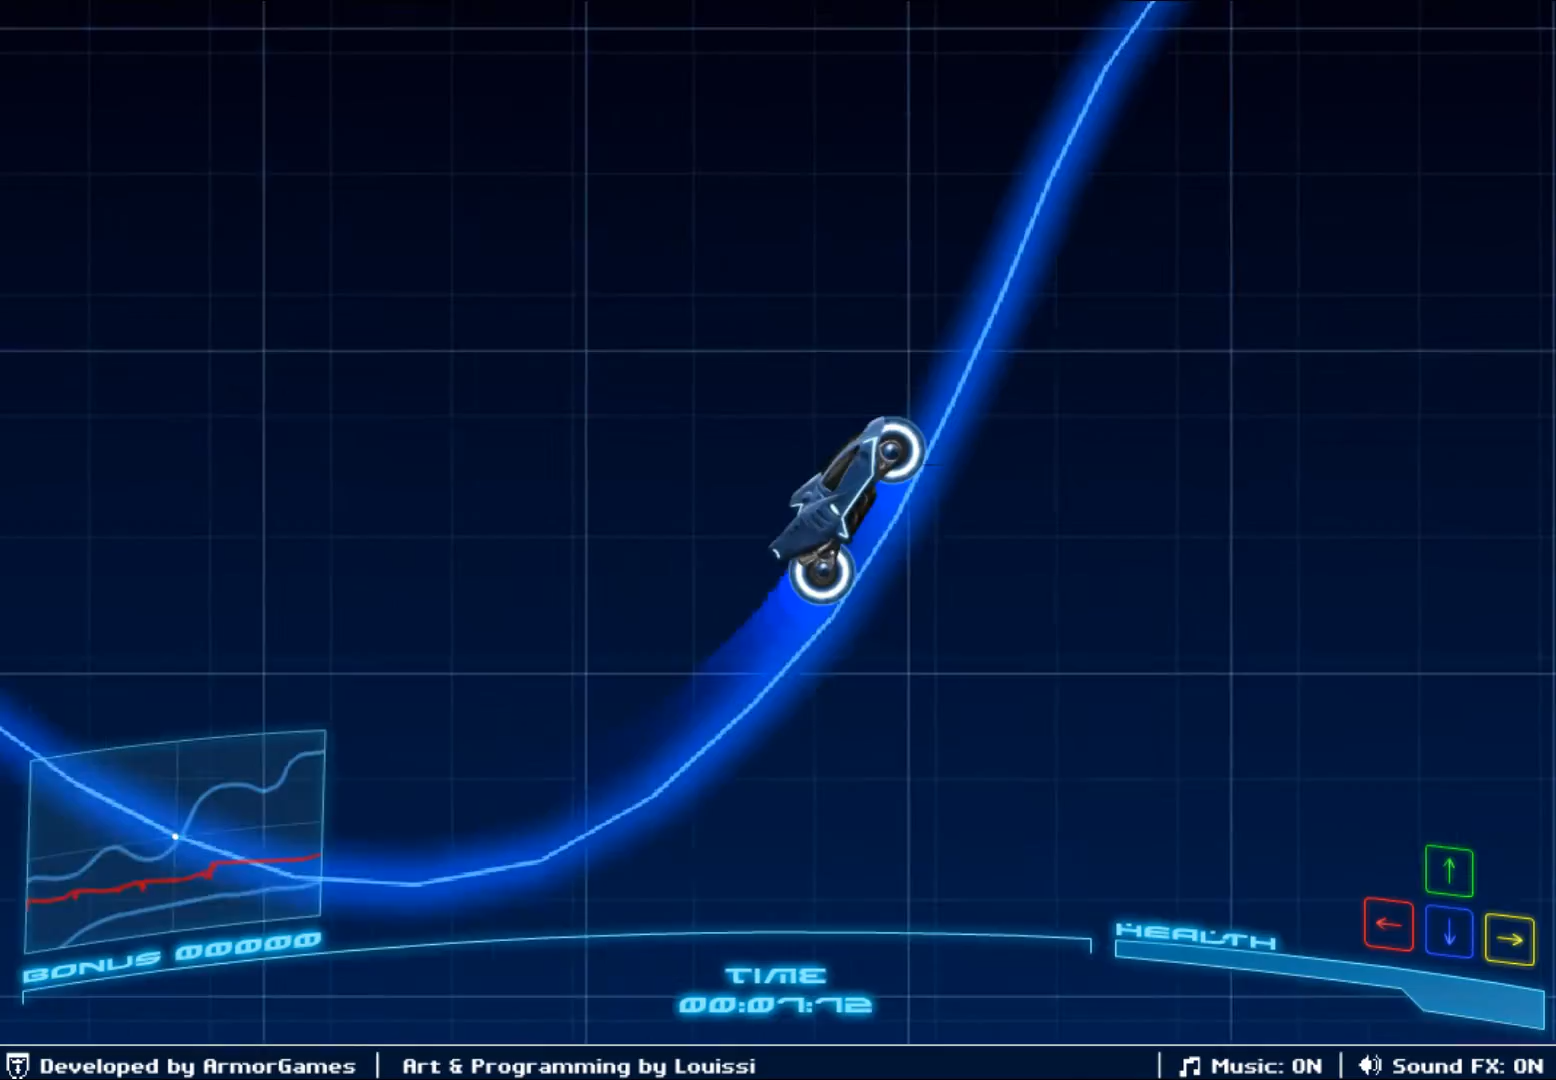 BONUS 00000
TIME
00:07:72
HEALTH
Developed by ArmorGames | Art & Programming by Louissi
Music: ON | Sound FX: ON